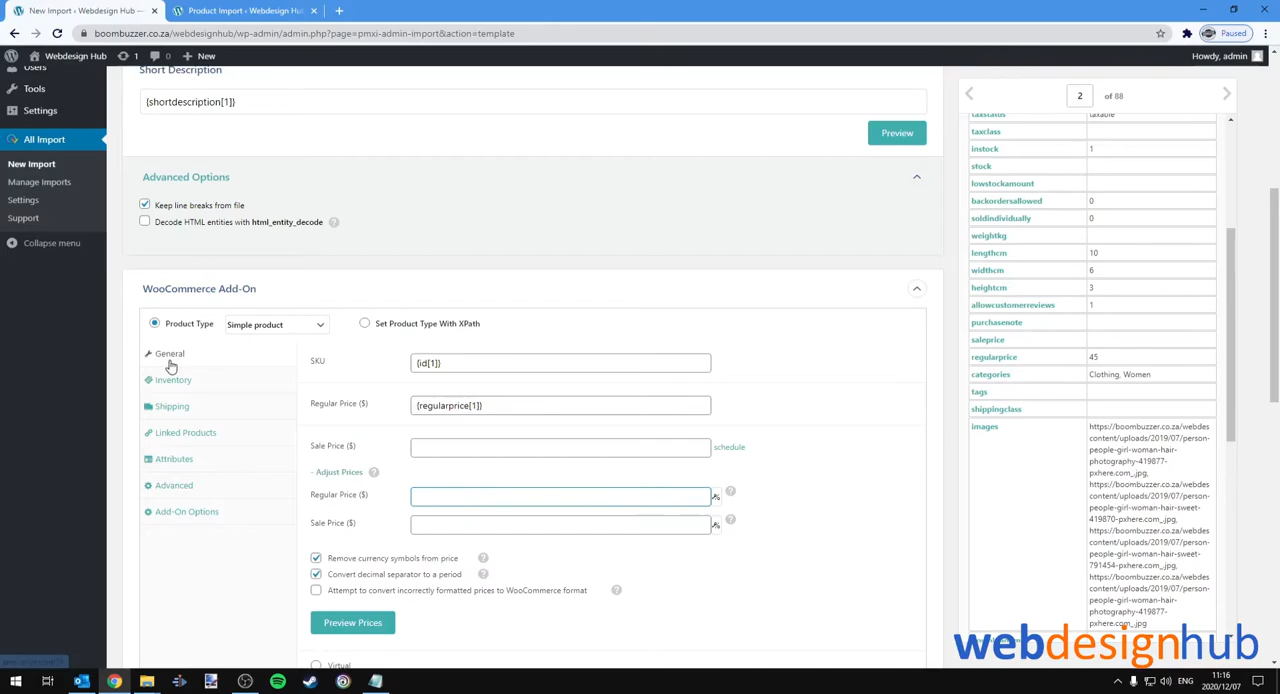 New Import ‹ Webdesign Hub —
Product Import ‹ Webdesign Hub
boombuzzer.co.za/webdesignhub/wp-admin/admin.php?page=pmxi-admin-import&action=template
Paused
Webdesign Hub
1
0
New
Howdy, admin
Users
Tools
Settings
All Import
New Import
Manage Imports
Settings
Support
Collapse menu
Short Description
{shortdescription[1]}
Preview
Advanced Options
Keep line breaks from file
Decode HTML entities with html_entity_decode
WooCommerce Add-On
Product Type
Simple product
Set Product Type With XPath
General
Inventory
Shipping
Linked Products
Attributes
Advanced
Add-On Options
SKU
{id[1]}
Regular Price ($)
{regularprice[1]}
Sale Price ($)
schedule
- Adjust Prices
Regular Price ($)
Sale Price ($)
Remove currency symbols from price
Convert decimal separator to a period
Attempt to convert incorrectly formatted prices to WooCommerce format
Preview Prices
Virtual
2 of 88
taxstatus taxable
taxclass
instock 1
stock
lowstockamount
backordersallowed 0
soldindividually 0
weightkg
lengthcm 10
widthcm 6
heightcm 3
allowcustomerreviews 1
purchasenote
saleprice
regularprice 45
categories Clothing, Women
tags
shippingclass
images
https://boombuzzer.co.za/webdes
content/uploads/2019/07/person-
people-girl-woman-hair-
photography-419877-
pxhere.com_.jpg,
https://boombuzzer.co.za/webdes
content/uploads/2019/07/person-
people-girl-woman-hair-sweet-
419870-pxhere.com_.jpg,
https://boombuzzer.co.za/webdes
content/uploads/2019/07/person-
people-girl-woman-hair-sweet-
791454-pxhere.com_.jpg,
https://boombuzzer.co.za/webdes
content/uploads/2019/07/person-
people-girl-woman-hair-
photography-419877-
pxhere.com_.jpg
webdesignhub
ENG
11:16
2020/12/07